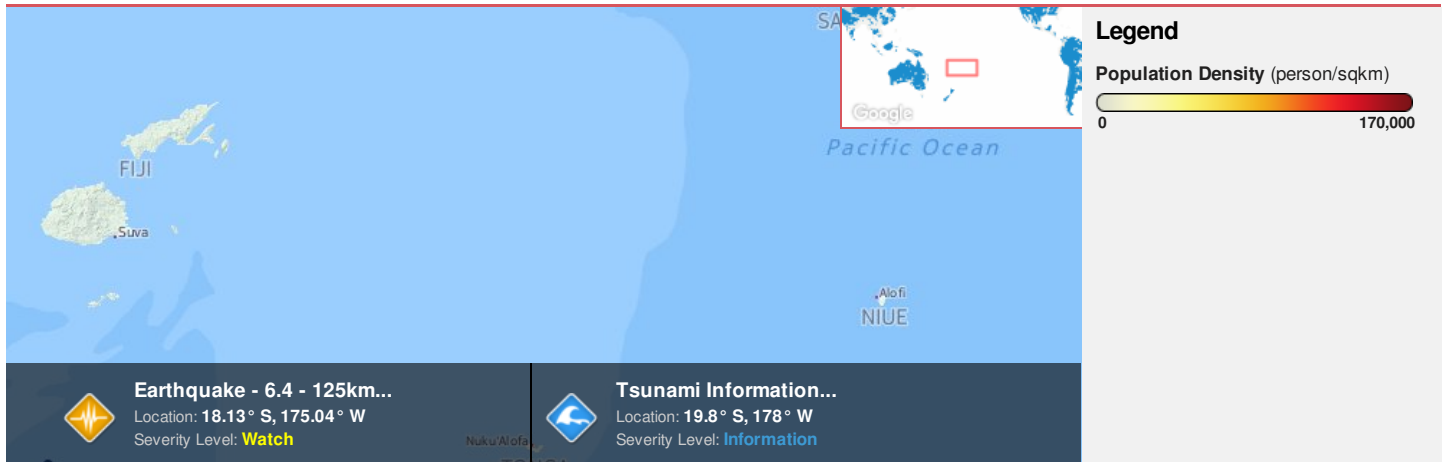 SA
Google
Pacific Ocean
FIJI
Suva
Alofi
NIUE
Legend
Population Density (person/sqkm)
0 170,000
Earthquake - 6.4 - 125km...
Location: 18.13° S, 175.04° W
Severity Level: Watch
Nuku'Alofa
Tsunami Information...
Location: 19.8° S, 178° W
Severity Level: Information